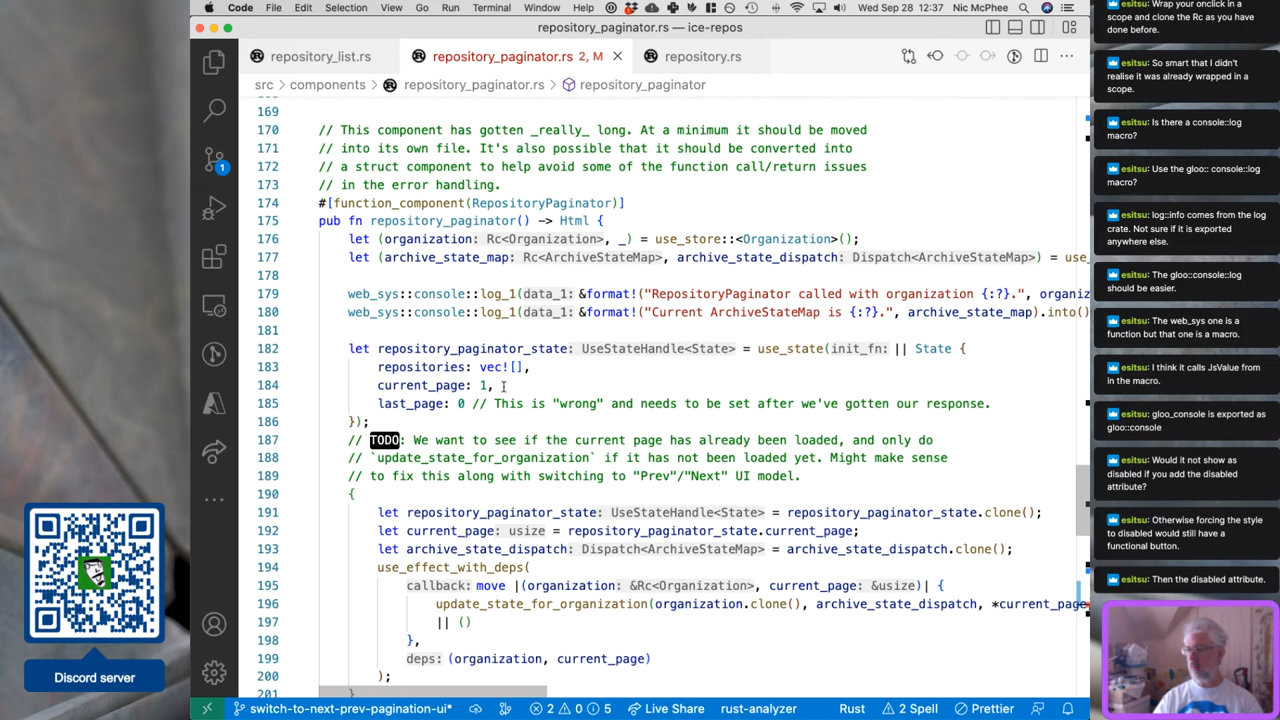 Code File Edit Selection View Go Run Terminal Window Help Wed Sep 28 12:37 Nic McPhee
repository_paginator.rs — ice-repos
repository_list.rs repository_paginator.rs 2, M repository.rs
src > components > repository_paginator.rs > repository_paginator
169
170 // This component has gotten _really_ long. At a minimum it should be moved
171 // into its own file. It's also possible that it should be converted into
172 // a struct component to help avoid some of the function call/return issues
173 // in the error handling.
174 #[function_component(RepositoryPaginator)]
175 pub fn repository_paginator() -> Html {
176 let (organization: Rc<Organization>, _) = use_store::<Organization>();
177 let (archive_state_map: Rc<ArchiveStateMap>, archive_state_dispatch: Dispatch<ArchiveStateMap>) = use_
178
179 web_sys::console::log_1(data_1: &format!("RepositoryPaginator called with organization {:?}.", organiz
180 web_sys::console::log_1(data_1: &format!("Current ArchiveStateMap is {:?}.", archive_state_map).into()
181
182 let repository_paginator_state: UseStateHandle<State> = use_state(init_fn: || State {
183 repositories: vec![],
184 current_page: 1,
185 last_page: 0 // This is "wrong" and needs to be set after we've gotten our response.
186 });
187 // TODO: We want to see if the current page has already been loaded, and only do
188 // `update_state_for_organization` if it has not been loaded yet. Might make sense
189 // to fix this along with switching to "Prev"/"Next" UI model.
190 {
191 let repository_paginator_state: UseStateHandle<State> = repository_paginator_state.clone();
192 let current_page: usize = repository_paginator_state.current_page;
193 let archive_state_dispatch: Dispatch<ArchiveStateMap> = archive_state_dispatch.clone();
194 use_effect_with_deps(
195 callback: move |(organization: &Rc<Organization>, current_page: &usize)| {
196 update_state_for_organization(organization.clone(), archive_state_dispatch, *current_page
197 || ()
198 },
199 deps: (organization, current_page)
200 );
201 }
1
switch-to-next-prev-pagination-ui* 2 0 5 Live Share rust-analyzer Rust 2 Spell Prettier
Discord server
Wrap your onclick in a
scope and clone the Rc as you have
done before.
esitsu: So smart that I didn't
realise it was already wrapped in a
scope.
esitsu: Is there a console::log
macro?
esitsu: Use the gloo:: console::log
macro?
esitsu: log::info comes from the log
crate. Not sure if it is exported
anywhere else.
esitsu: The gloo::console::log
should be easier.
esitsu: The web_sys one is a
function but that one is a macro.
esitsu: I think it calls JsValue from
in the macro.
esitsu: gloo_console is exported as
gloo::console
esitsu: Would it not show as
disabled if you add the disabled
attribute?
esitsu: Otherwise forcing the style
to disabled would still have a
functional button.
esitsu: Then the disabled attribute.